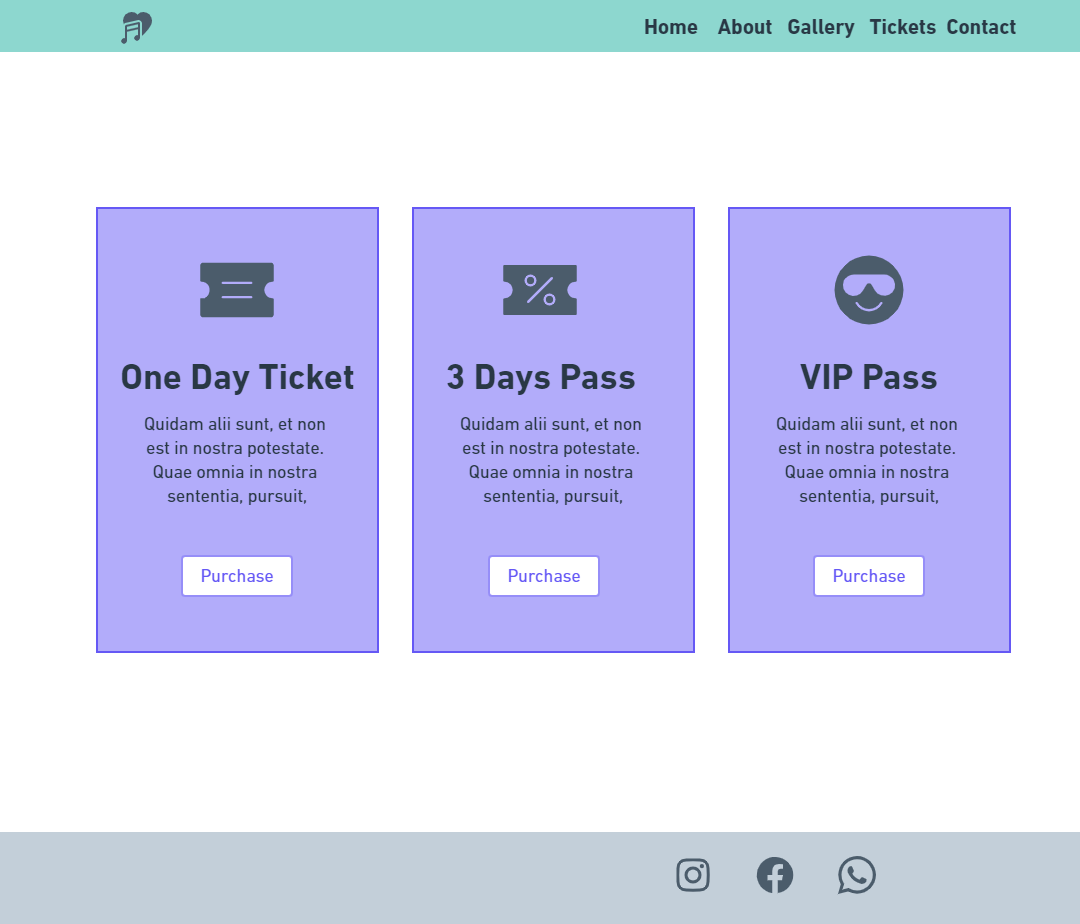 Home About Gallery Tickets Contact
One Day Ticket
Quidam alii sunt, et non
est in nostra potestate.
Quae omnia in nostra
sententia, pursuit,
Purchase
3 Days Pass
Quidam alii sunt, et non
est in nostra potestate.
Quae omnia in nostra
sententia, pursuit,
Purchase
VIP Pass
Quidam alii sunt, et non
est in nostra potestate.
Quae omnia in nostra
sententia, pursuit,
Purchase